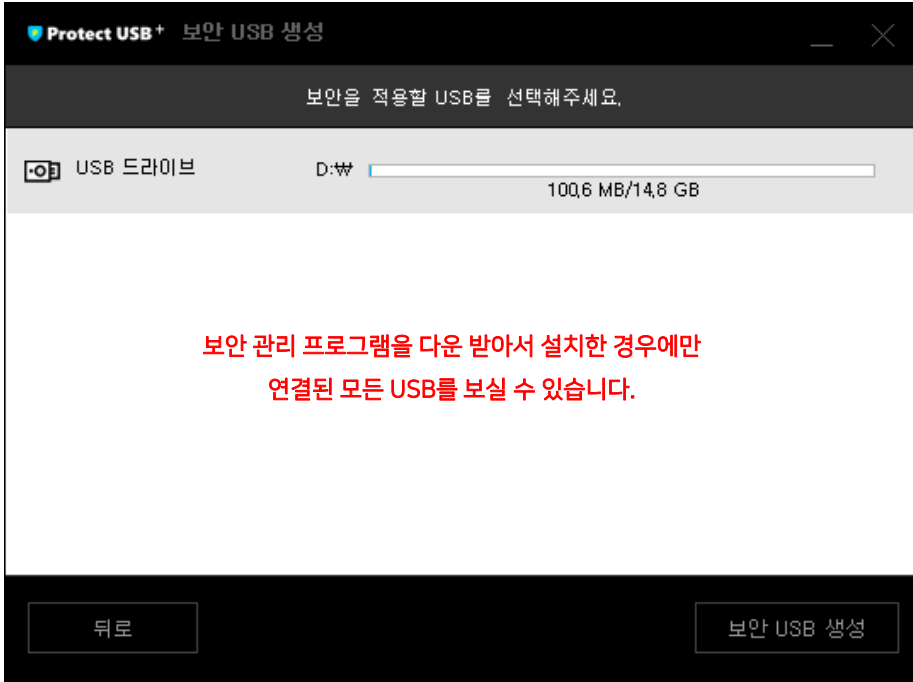 Protect USB+ 보안 USB 생성
보안을 적용할 USB를 선택해주세요.
USB 드라이브 D:₩
100,6 MB/14,8 GB
보안 관리 프로그램을 다운 받아서 설치한 경우에만
연결된 모든 USB를 보실 수 있습니다.
뒤로 보안 USB 생성